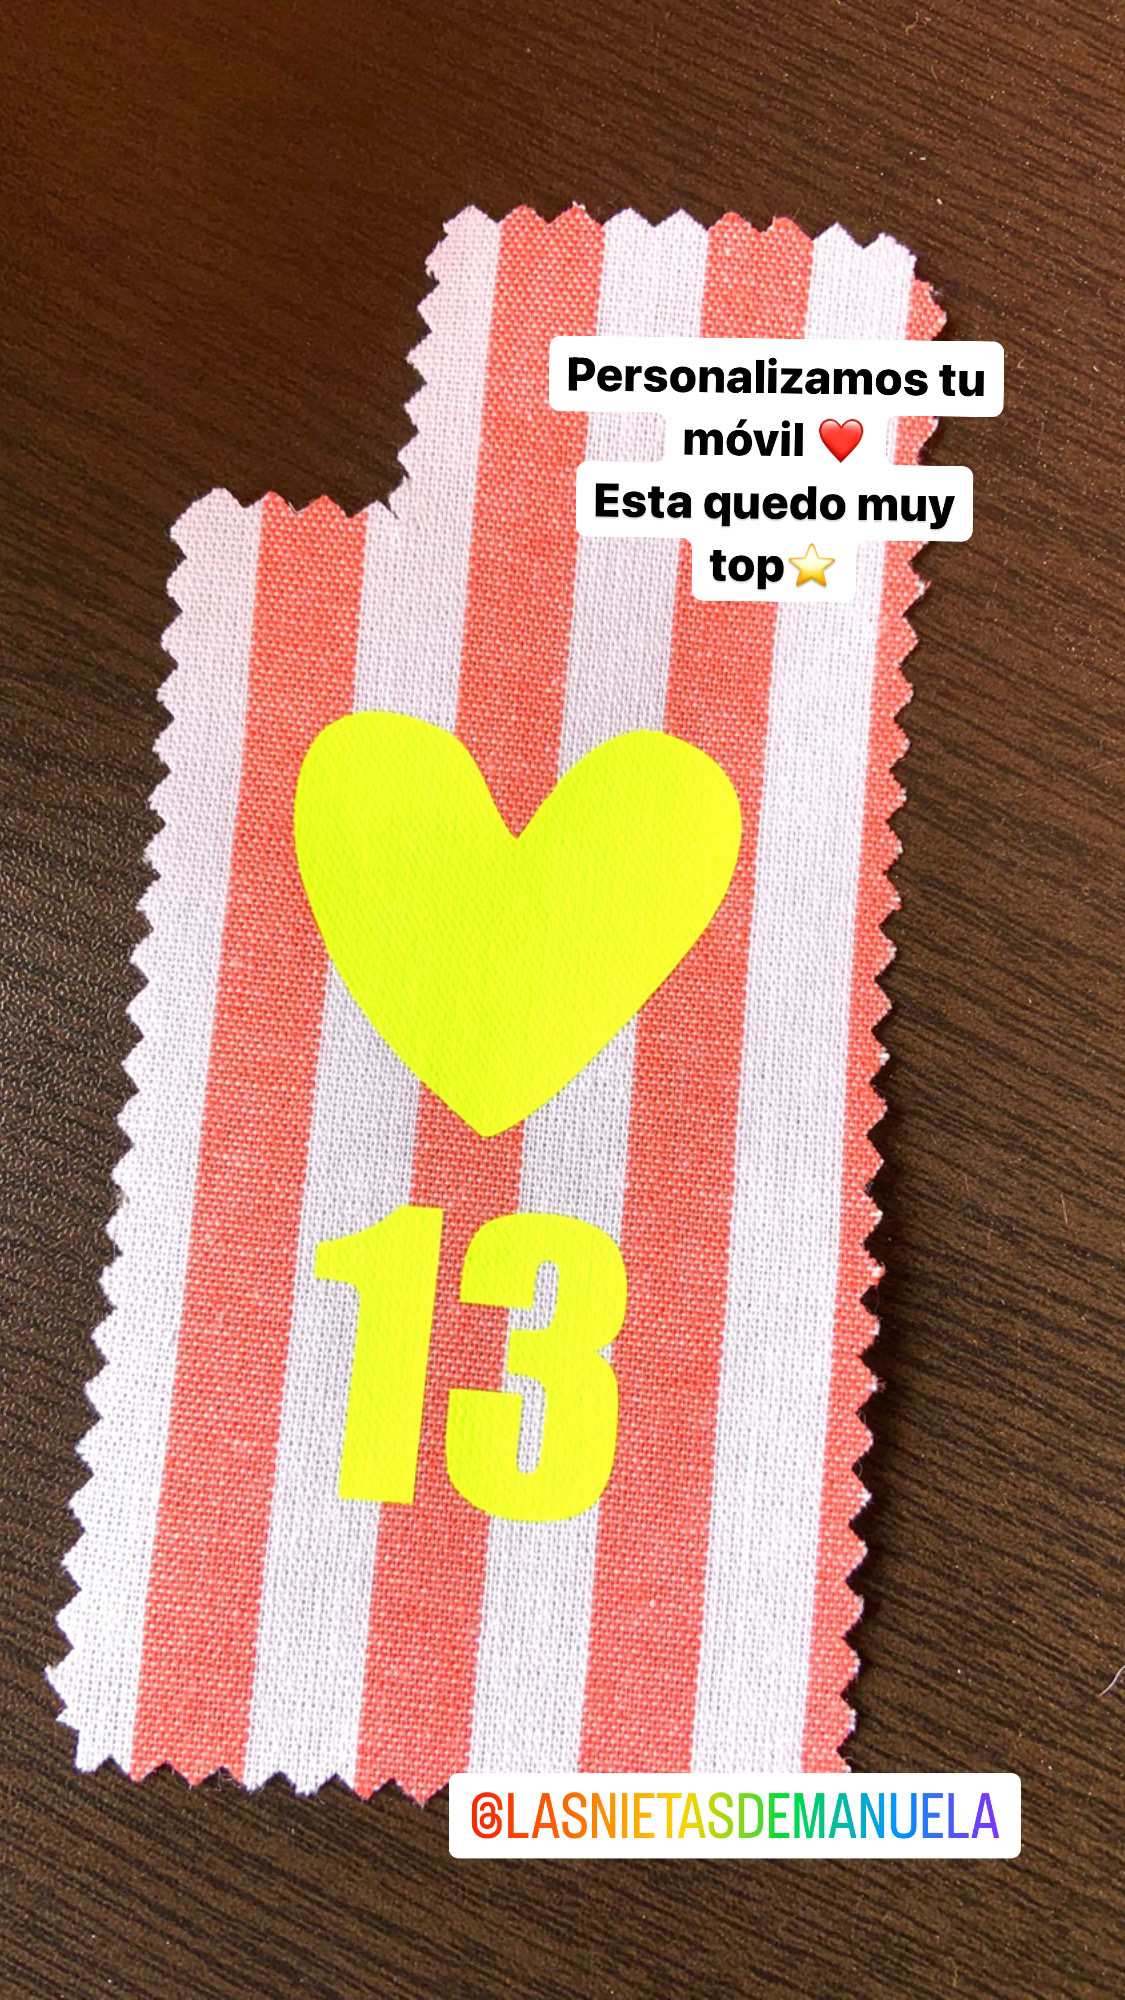 Personalizamos tu
móvil ❤️
Esta quedo muy
top⭐
13
@LASNIETASDEMANUELA